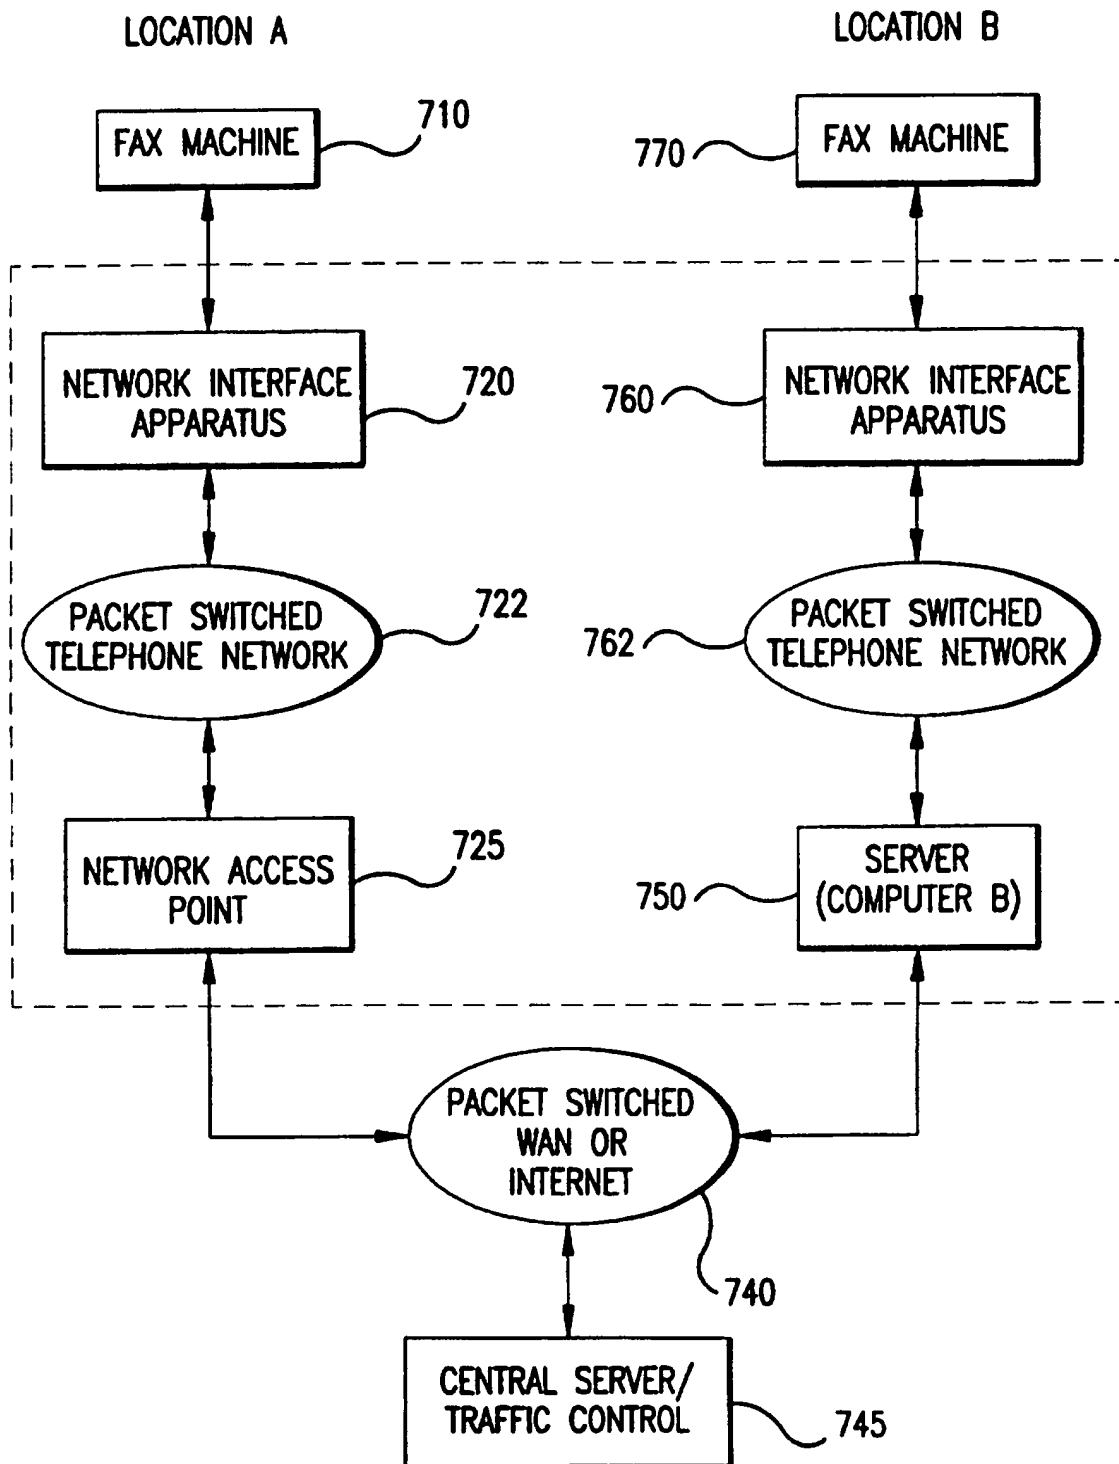 LOCATION A
LOCATION B
FAX MACHINE
710
770
FAX MACHINE
NETWORK INTERFACE
APPARATUS
720
760
NETWORK INTERFACE
APPARATUS
PACKET SWITCHED
TELEPHONE NETWORK
722
762
PACKET SWITCHED
TELEPHONE NETWORK
NETWORK ACCESS
POINT
725
750
SERVER
(COMPUTER B)
PACKET SWITCHED
WAN OR
INTERNET
740
CENTRAL SERVER/
TRAFFIC CONTROL
745